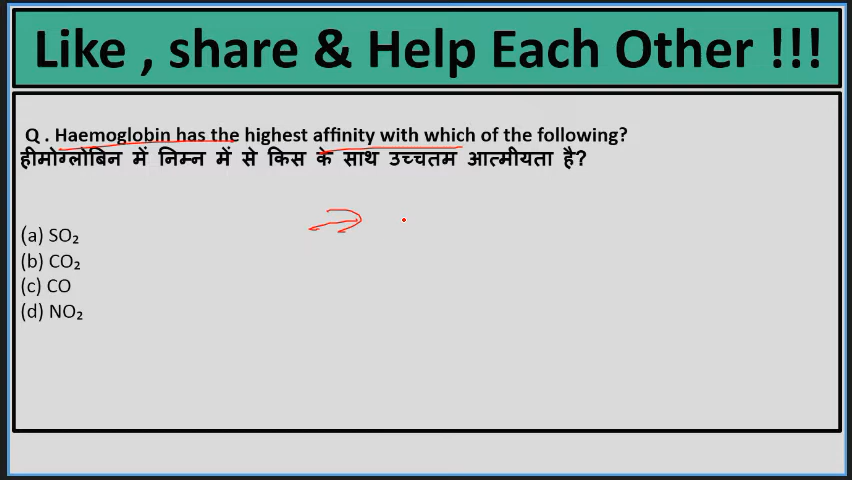 Like , share & Help Each Other !!!
Q . Haemoglobin has the highest affinity with which of the following?
हीमोग्लोबिन में निम्न में से किस के साथ उच्चतम आत्मीयता है?
(a) SO₂
(b) CO₂
(c) CO
(d) NO₂